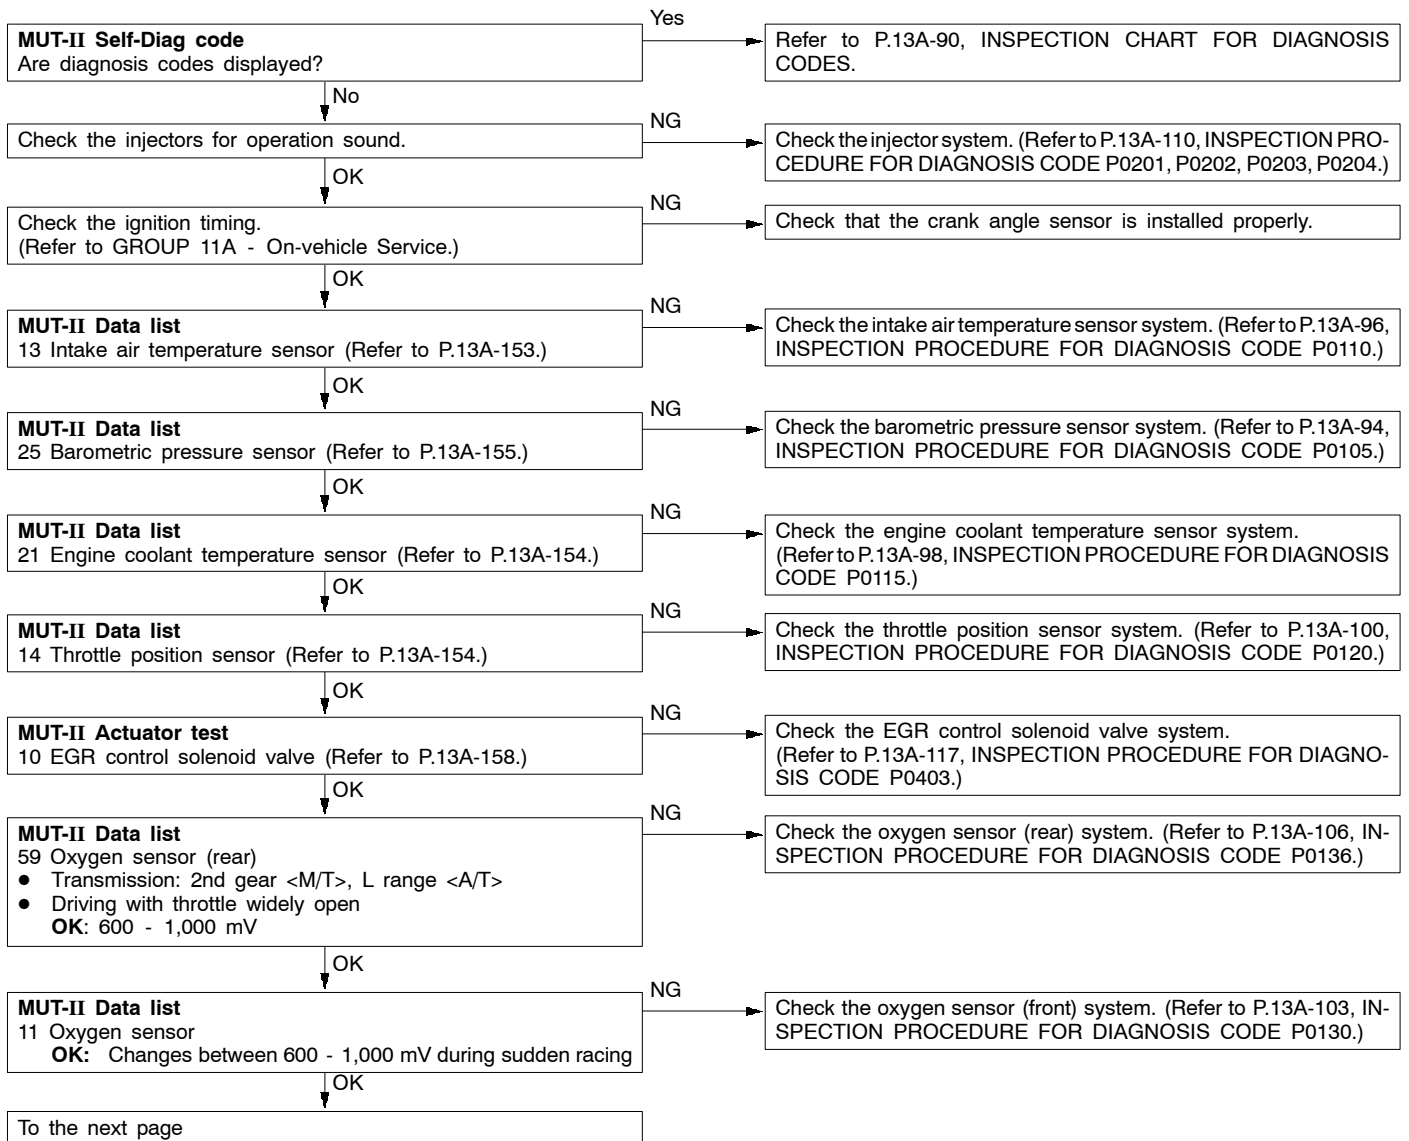 MUT-II Self-Diag code
Are diagnosis codes displayed?
Yes
Refer to P.13A-90, INSPECTION CHART FOR DIAGNOSIS
CODES.
No
Check the injectors for operation sound.
NG
Check the injector system. (Refer to P.13A-110, INSPECTION PRO-
CEDURE FOR DIAGNOSIS CODE P0201, P0202, P0203, P0204.)
OK
Check the ignition timing.
(Refer to GROUP 11A - On-vehicle Service.)
NG
Check that the crank angle sensor is installed properly.
OK
MUT-II Data list
13 Intake air temperature sensor (Refer to P.13A-153.)
NG
Check the intake air temperature sensor system. (Refer to P.13A-96,
INSPECTION PROCEDURE FOR DIAGNOSIS CODE P0110.)
OK
MUT-II Data list
25 Barometric pressure sensor (Refer to P.13A-155.)
NG
Check the barometric pressure sensor system. (Refer to P.13A-94,
INSPECTION PROCEDURE FOR DIAGNOSIS CODE P0105.)
OK
MUT-II Data list
21 Engine coolant temperature sensor (Refer to P.13A-154.)
NG
Check the engine coolant temperature sensor system.
(Refer to P.13A-98, INSPECTION PROCEDURE FOR DIAGNOSIS
CODE P0115.)
OK
MUT-II Data list
14 Throttle position sensor (Refer to P.13A-154.)
NG
Check the throttle position sensor system. (Refer to P.13A-100,
INSPECTION PROCEDURE FOR DIAGNOSIS CODE P0120.)
OK
MUT-II Actuator test
10 EGR control solenoid valve (Refer to P.13A-158.)
NG
Check the EGR control solenoid valve system.
(Refer to P.13A-117, INSPECTION PROCEDURE FOR DIAGNO-
SIS CODE P0403.)
OK
MUT-II Data list
59 Oxygen sensor (rear)
● Transmission: 2nd gear <M/T>, L range <A/T>
● Driving with throttle widely open
OK: 600 - 1,000 mV
NG
Check the oxygen sensor (rear) system. (Refer to P.13A-106, IN-
SPECTION PROCEDURE FOR DIAGNOSIS CODE P0136.)
OK
MUT-II Data list
11 Oxygen sensor
OK: Changes between 600 - 1,000 mV during sudden racing
NG
Check the oxygen sensor (front) system. (Refer to P.13A-103, IN-
SPECTION PROCEDURE FOR DIAGNOSIS CODE P0130.)
OK
To the next page